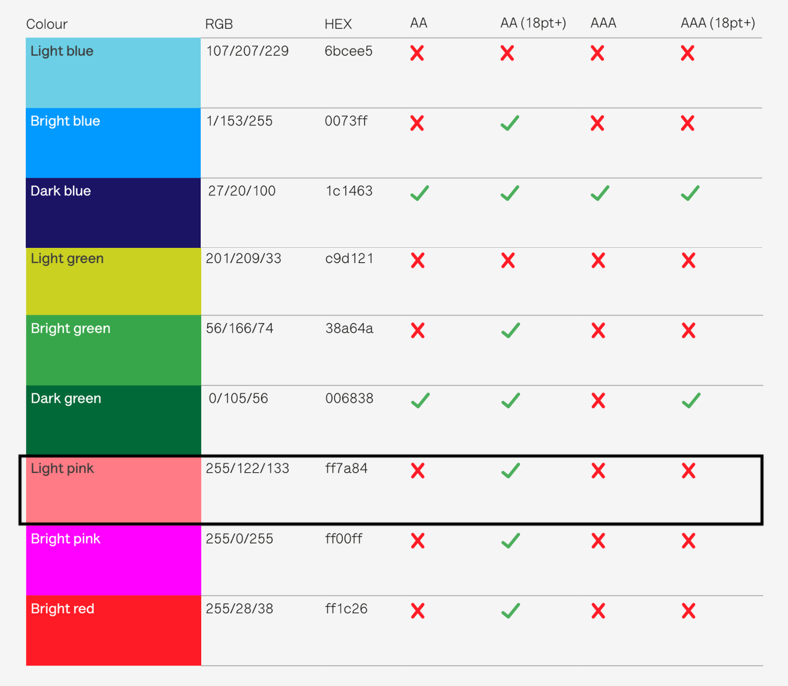 Colour RGB HEX AA AA (18pt+) AAA AAA (18pt+)
Light blue 107/207/229 6bcee5
Bright blue 1/153/255 0073ff
Dark blue 27/20/100 1c1463
Light green 201/209/33 c9d121
Bright green 56/166/74 38a64a
Dark green 0/105/56 006838
Light pink 255/122/133 ff7a84
Bright pink 255/0/255 ff00ff
Bright red 255/28/38 ff1c26